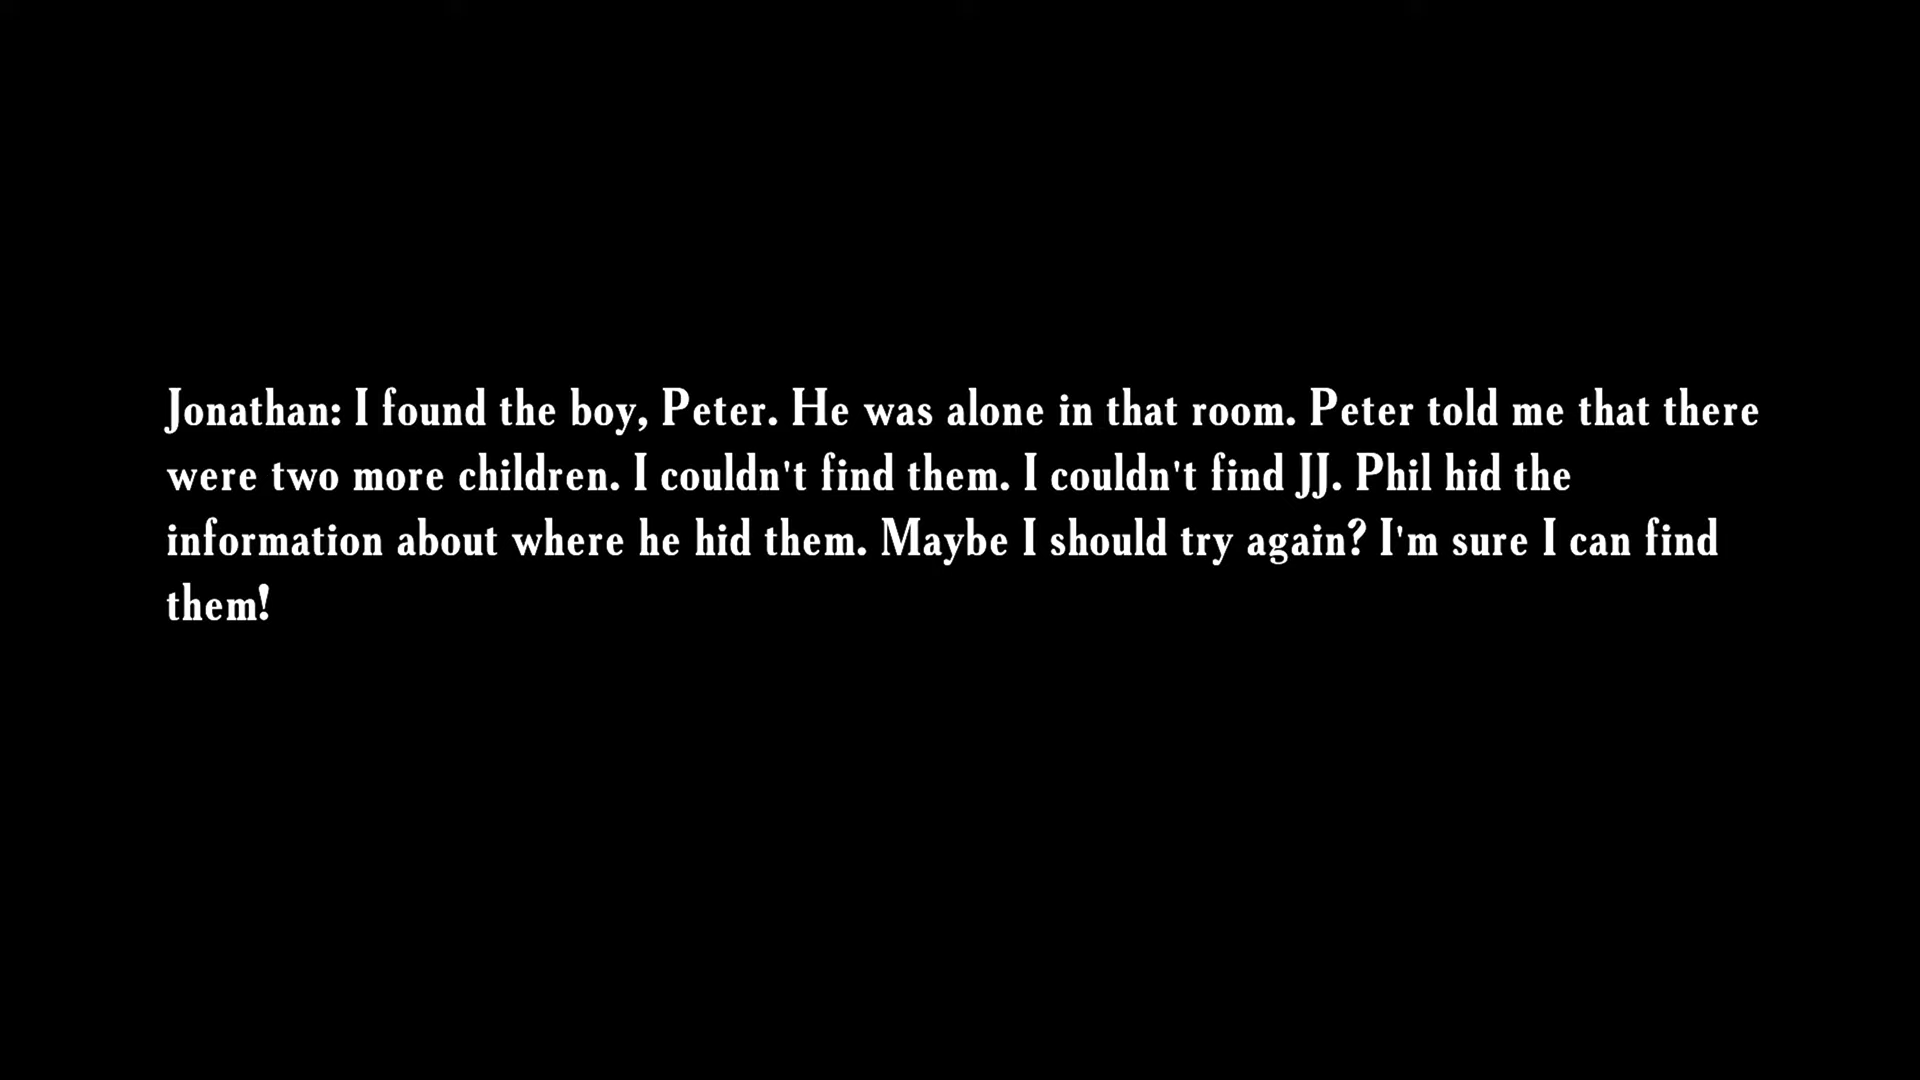 Jonathan: I found the boy, Peter. He was alone in that room. Peter told me that there
were two more children. I couldn't find them. I couldn't find JJ. Phil hid the
information about where he hid them. Maybe I should try again? I'm sure I can find
them!